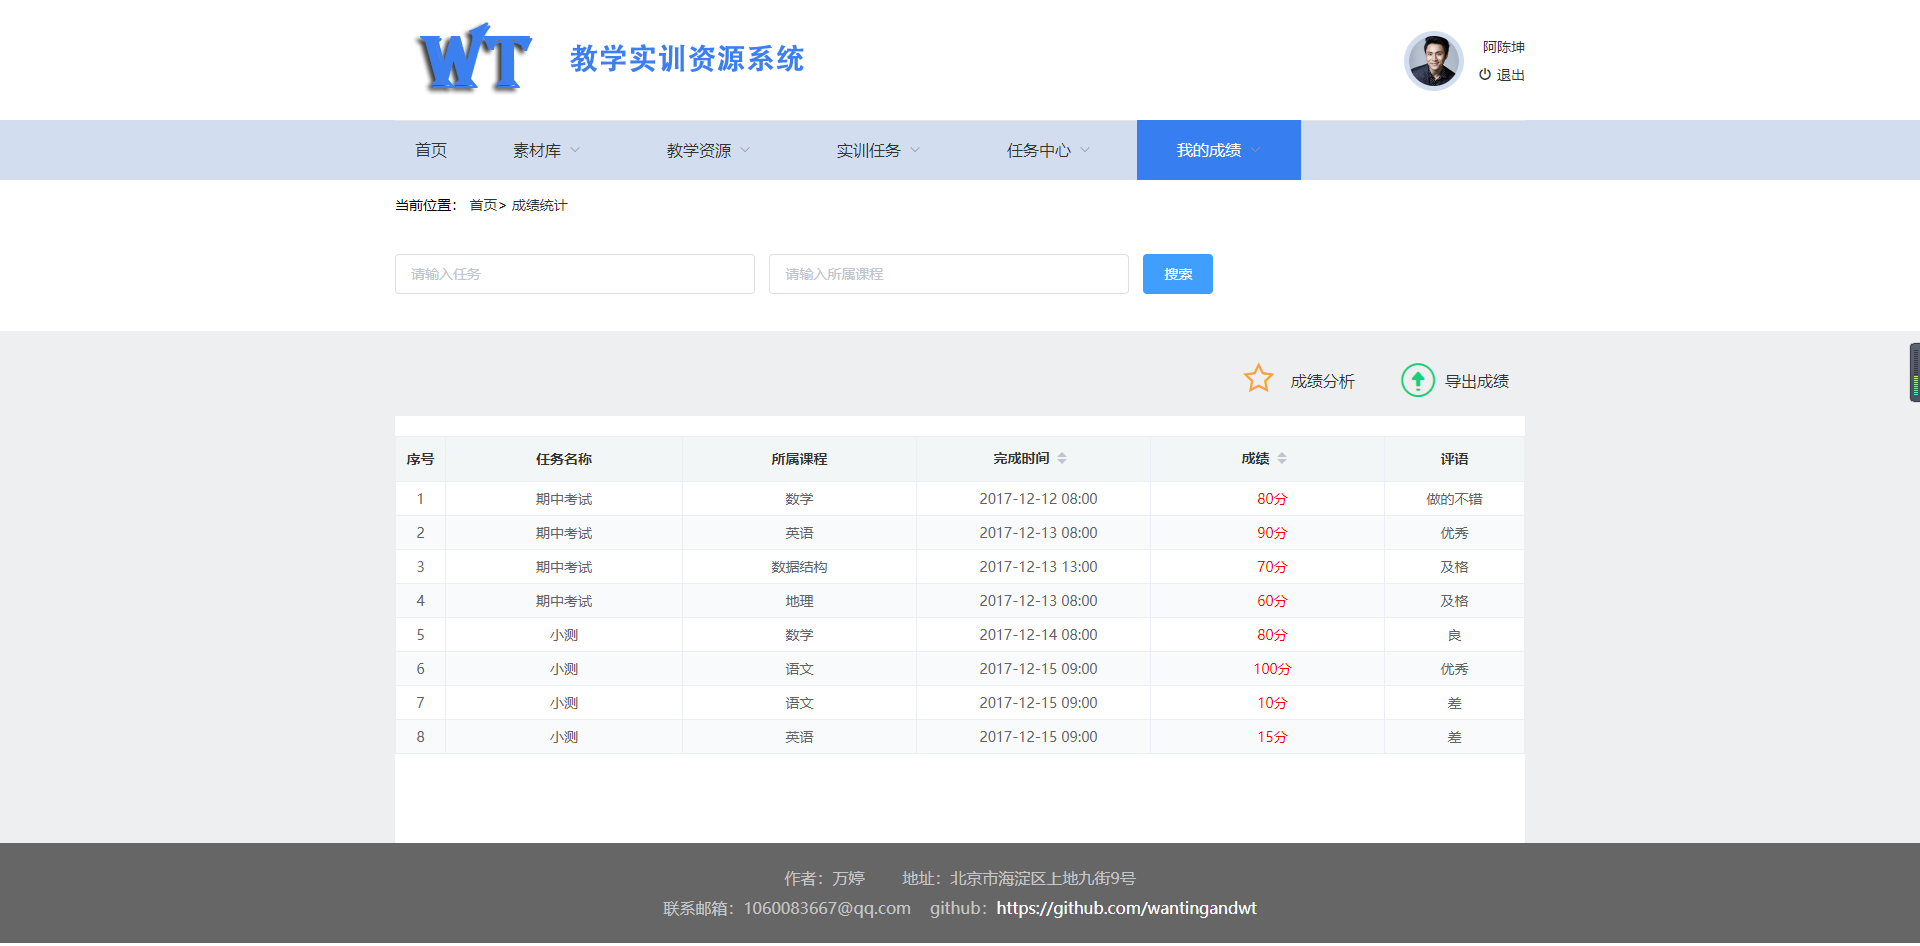 WT 教学实训资源系统
阿陈坤
退出
首页 素材库 教学资源 实训任务 任务中心 我的成绩
当前位置： 首页> 成绩统计
请输入任务 请输入所属课程 搜索
成绩分析 导出成绩
序号 任务名称 所属课程 完成时间 成绩 评语
1 期中考试 数学 2017-12-12 08:00 80分 做的不错
2 期中考试 英语 2017-12-13 08:00 90分 优秀
3 期中考试 数据结构 2017-12-13 13:00 70分 及格
4 期中考试 地理 2017-12-13 08:00 60分 及格
5 小测 数学 2017-12-14 08:00 80分 良
6 小测 语文 2017-12-15 09:00 100分 优秀
7 小测 语文 2017-12-15 09:00 10分 差
8 小测 英语 2017-12-15 09:00 15分 差
作者：万婷 地址：北京市海淀区上地九街9号
联系邮箱：1060083667@qq.com github：https://github.com/wantingandwt